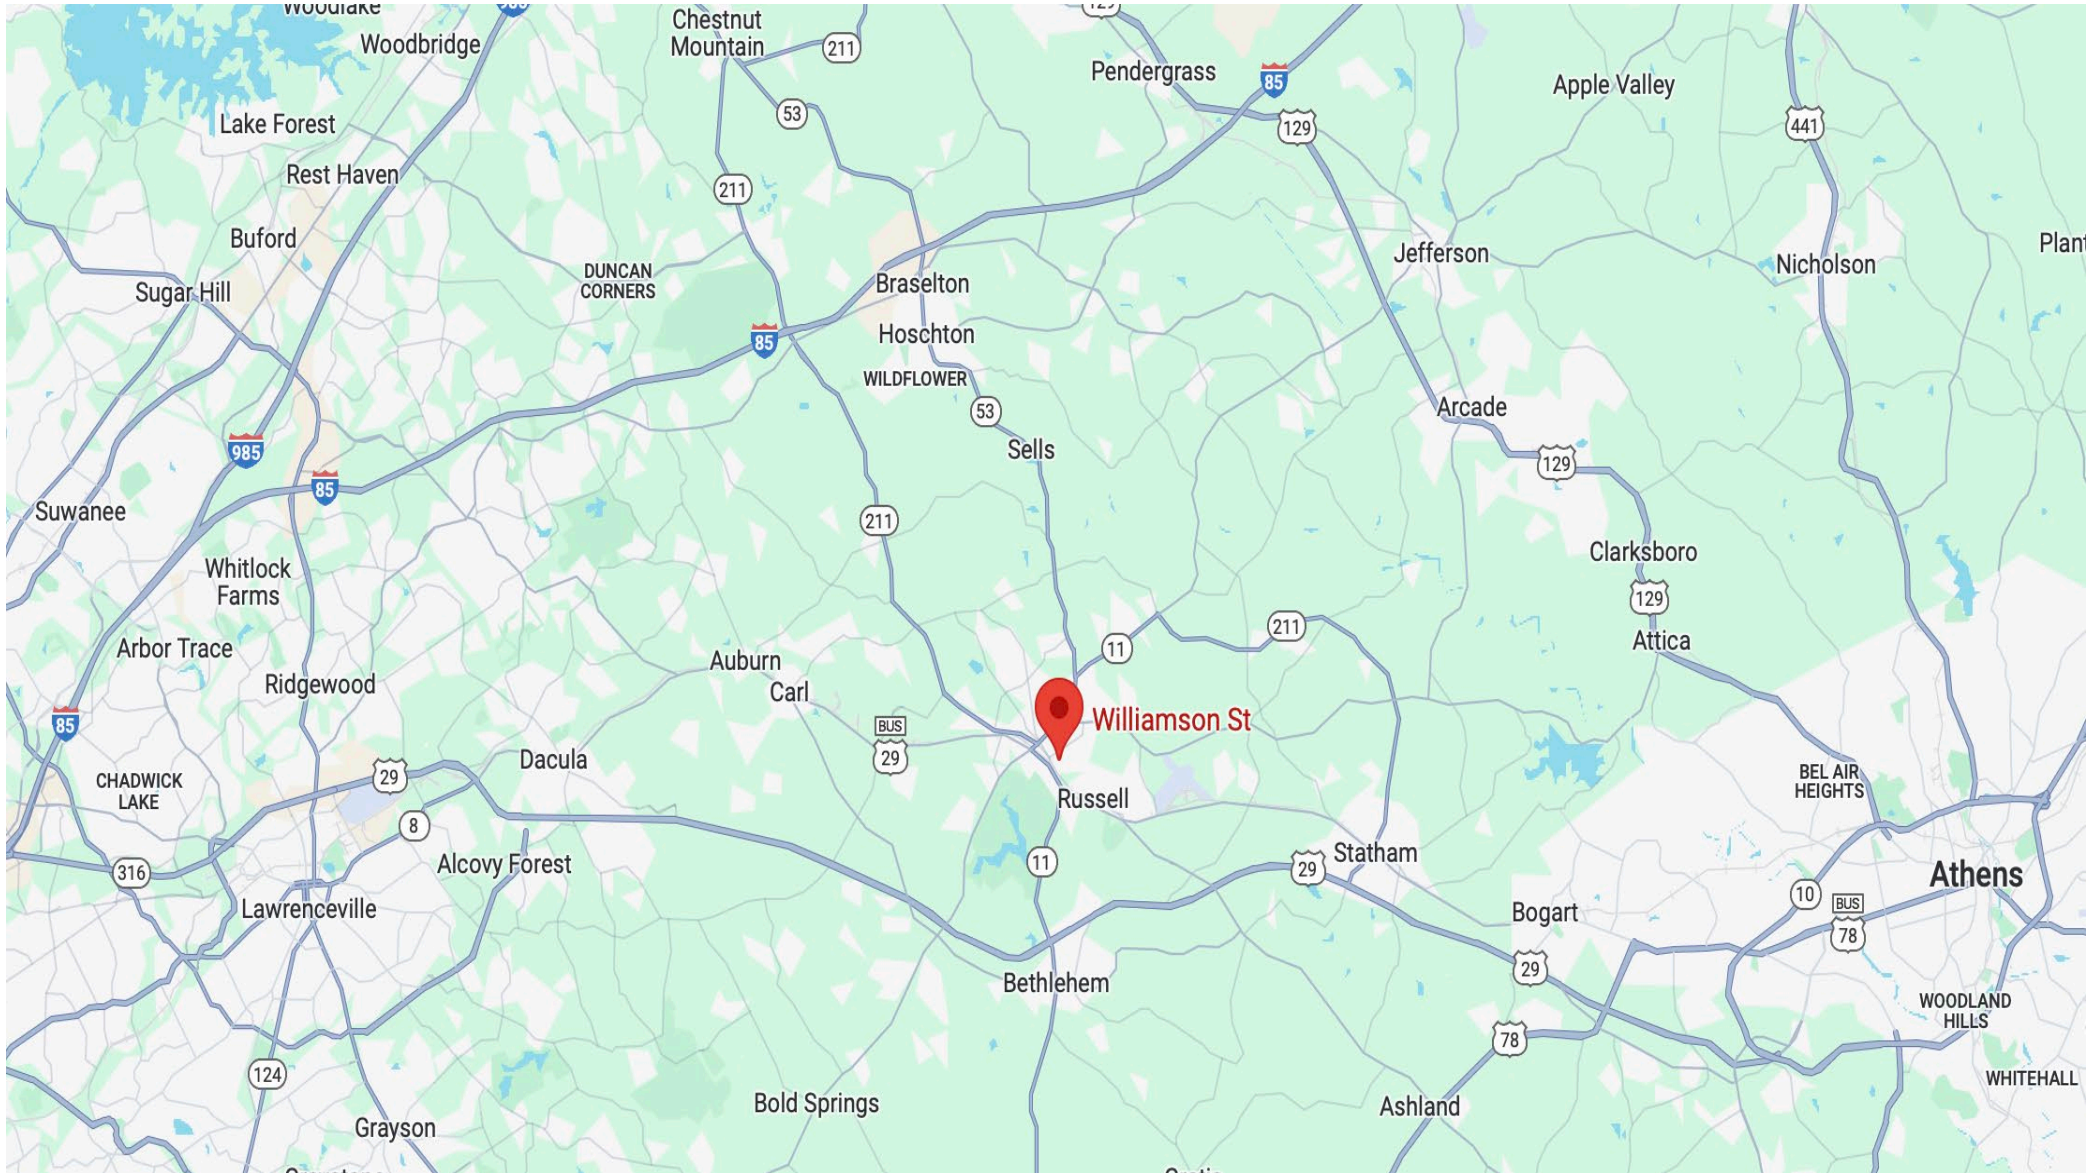 Woodlake
985
129
Chestnut
Mountain
211
Woodbridge
Pendergrass
85
Apple Valley
53
Lake Forest
129
441
Rest Haven
211
Buford
Jefferson
Plant
Nicholson
DUNCAN
CORNERS
Braselton
Sugar Hill
Hoschton
85
WILDFLOWER
53
Arcade
985
Sells
129
85
Suwanee
211
Clarksboro
Whitlock
Farms
129
211
Arbor Trace
11
Attica
Auburn
Ridgewood
Carl
85
BUS
29
Williamson St
Dacula
29
CHADWICK
LAKE
BEL AIR
HEIGHTS
Russell
8
Statham
Alcovy Forest
11
29
316
Athens
10
BUS
78
Lawrenceville
Bogart
29
Bethlehem
WOODLAND
HILLS
78
124
WHITEHALL
Bold Springs
Ashland
Grayson